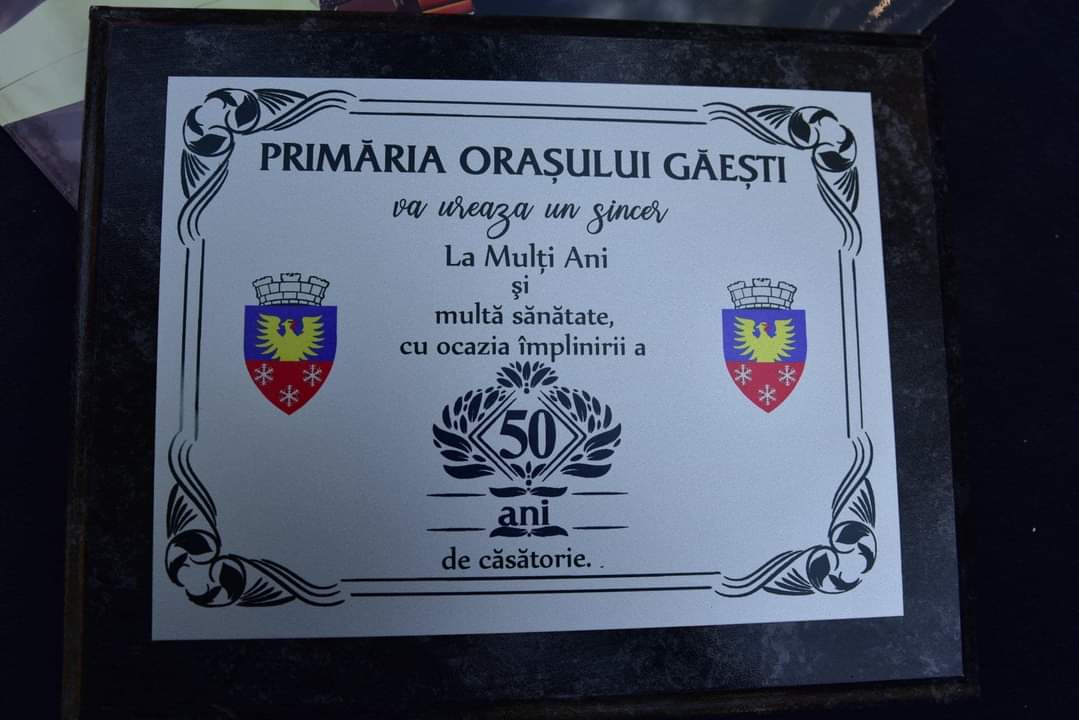 PRIMĂRIA ORAȘULUI GĂEȘTI
va ureaza un sincer
La Mulți Ani
și
multă sănătate,
cu ocazia împlinirii a
50
ani
de căsătorie. .